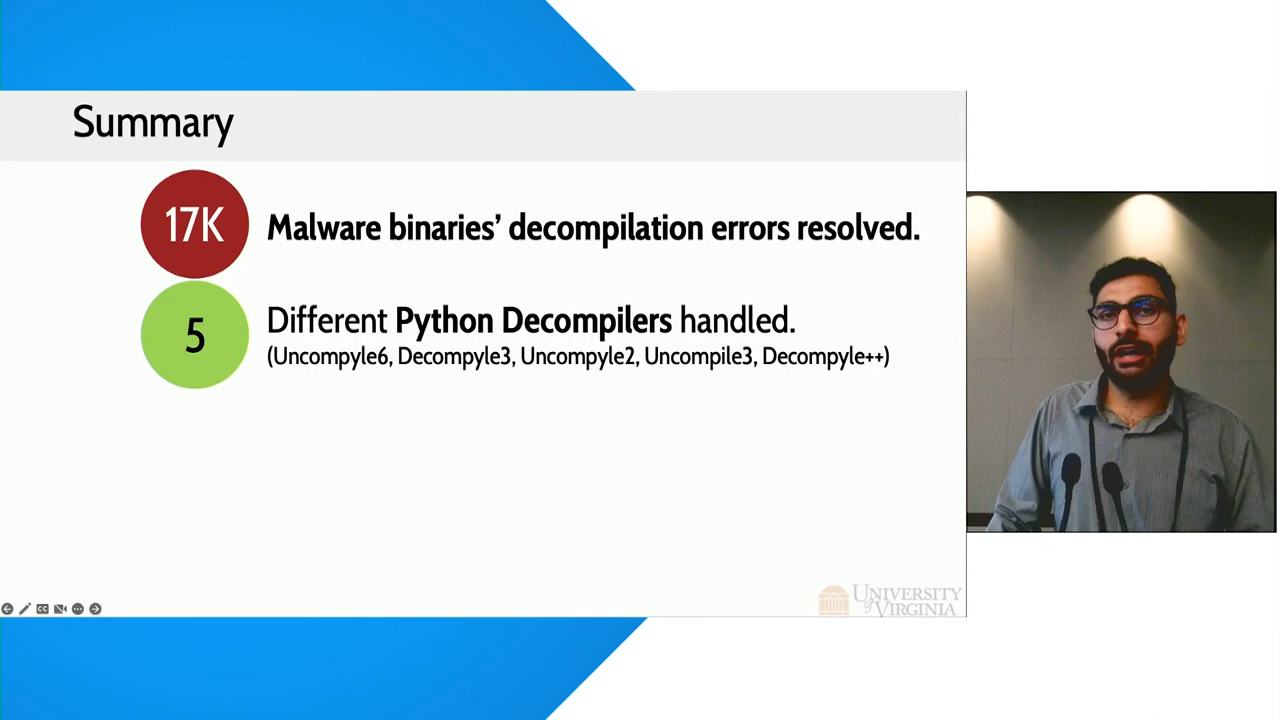 Summary
17K
Malware binaries’ decompilation errors resolved.
5
Different Python Decompilers handled.
(Uncompyle6, Decompyle3, Uncompyle2, Uncompile3, Decompyle++)
CC
UNIVERSITY
of VIRGINIA